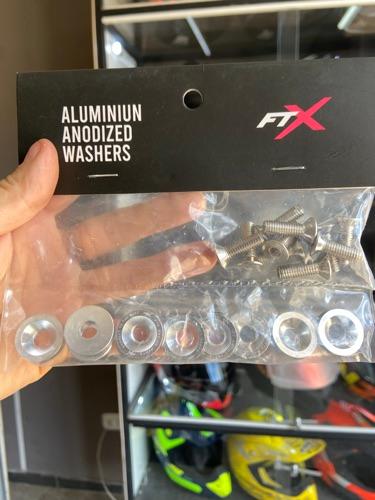 ALUMINIUN
ANODIZED
WASHERS
FTX